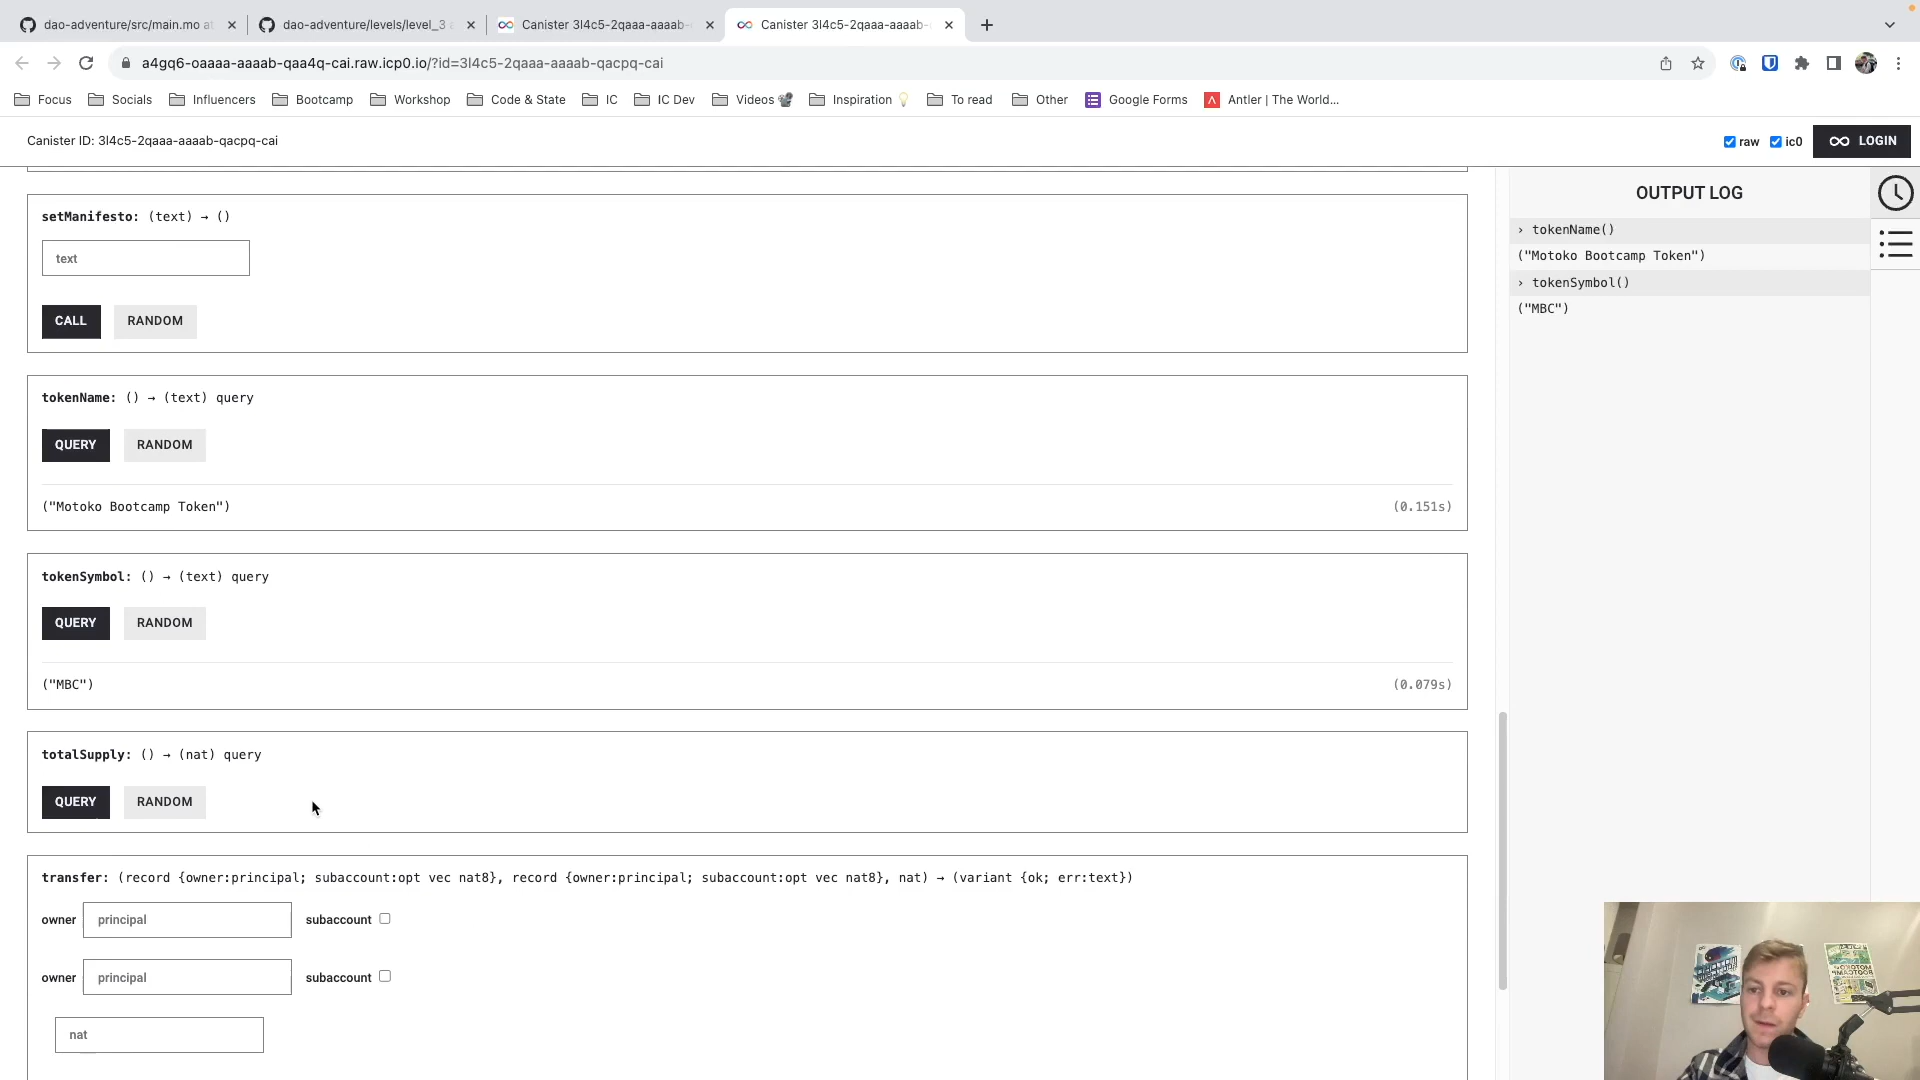 dao-adventure/src/main.mo at
dao-adventure/levels/level_3
Canister 3l4c5-2qaaa-aaaab-
Canister 3l4c5-2qaaa-aaaab-
a4gq6-oaaaa-aaaab-qaa4q-cai.raw.icp0.io/?id=3l4c5-2qaaa-aaaab-qacpq-cai
Focus
Socials
Influencers
Bootcamp
Workshop
Code & State
IC
IC Dev
Videos
Inspiration
To read
Other
Google Forms
Antler | The World...
Canister ID: 3l4c5-2qaaa-aaaab-qacpq-cai
raw
ic0
LOGIN
setManifesto: (text) → ()
text
CALL
RANDOM
tokenName: () → (text) query
QUERY
RANDOM
("Motoko Bootcamp Token")
(0.151s)
tokenSymbol: () → (text) query
QUERY
RANDOM
("MBC")
(0.079s)
totalSupply: () → (nat) query
QUERY
RANDOM
transfer: (record {owner:principal; subaccount:opt vec nat8}, record {owner:principal; subaccount:opt vec nat8}, nat) → (variant {ok; err:text})
owner
principal
subaccount
owner
principal
subaccount
nat
OUTPUT LOG
› tokenName()
("Motoko Bootcamp Token")
› tokenSymbol()
("MBC")